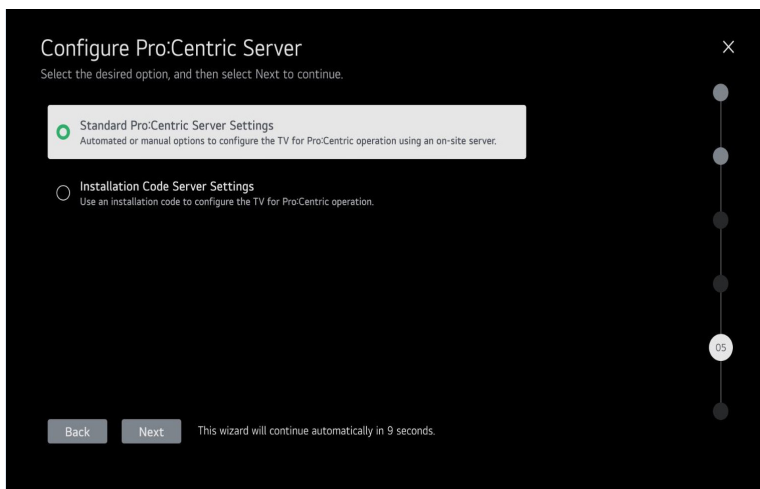 Configure Pro:Centric Server
Select the desired option, and then select Next to continue.
Standard Pro:Centric Server Settings
Automated or manual options to configure the TV for Pro:Centric operation using an on-site server.
Installation Code Server Settings
Use an installation code to configure the TV for Pro:Centric operation.
05
Back
Next
This wizard will continue automatically in 9 seconds.